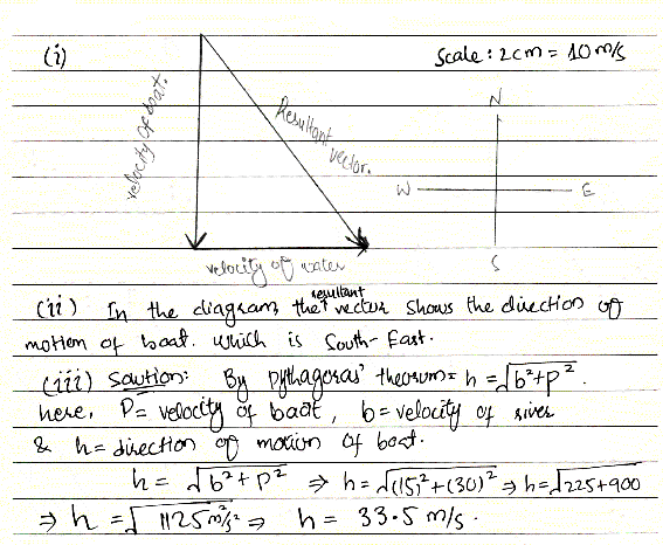 (i)
Scale : 2cm = 10 m/s
velocity of boat.
Resultant vector.
N
W
E
S
velocity of water
(ii) In the diagram, the resultant vector shows the direction of
motion of boat. which is South-East.
(iii) Soution: By pythagoras' theorum= h = √b²+p².
here, P= velocity of boat, b= velocity of river
& h= direction of motion of boat.
h = √b²+p² ⇒ h= √(15)²+(30)² ⇒ h=√225+900
⇒ h = √1125 m²/s² ⇒ h = 33.5 m/s.